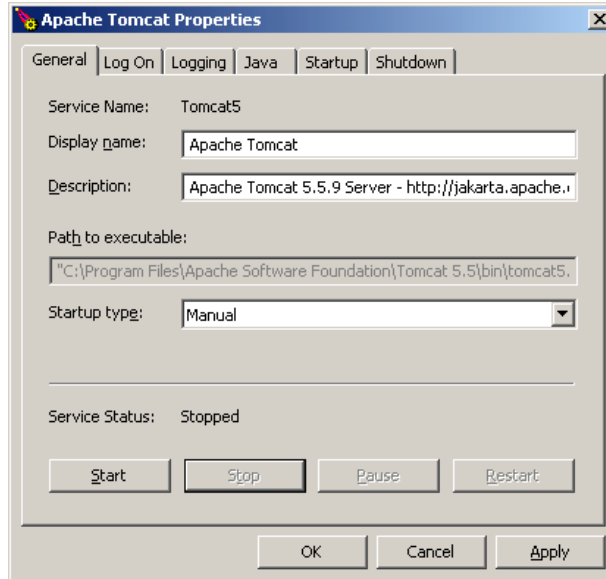 Apache Tomcat Properties
General Log On Logging Java Startup Shutdown
Service Name: Tomcat5
Display name: Apache Tomcat
Description: Apache Tomcat 5.5.9 Server - http://jakarta.apache.
Path to executable:
"C:\Program Files\Apache Software Foundation\Tomcat 5.5\bin\tomcat5.
Startup type: Manual
Service Status: Stopped
Start Stop Pause Restart
OK Cancel Apply